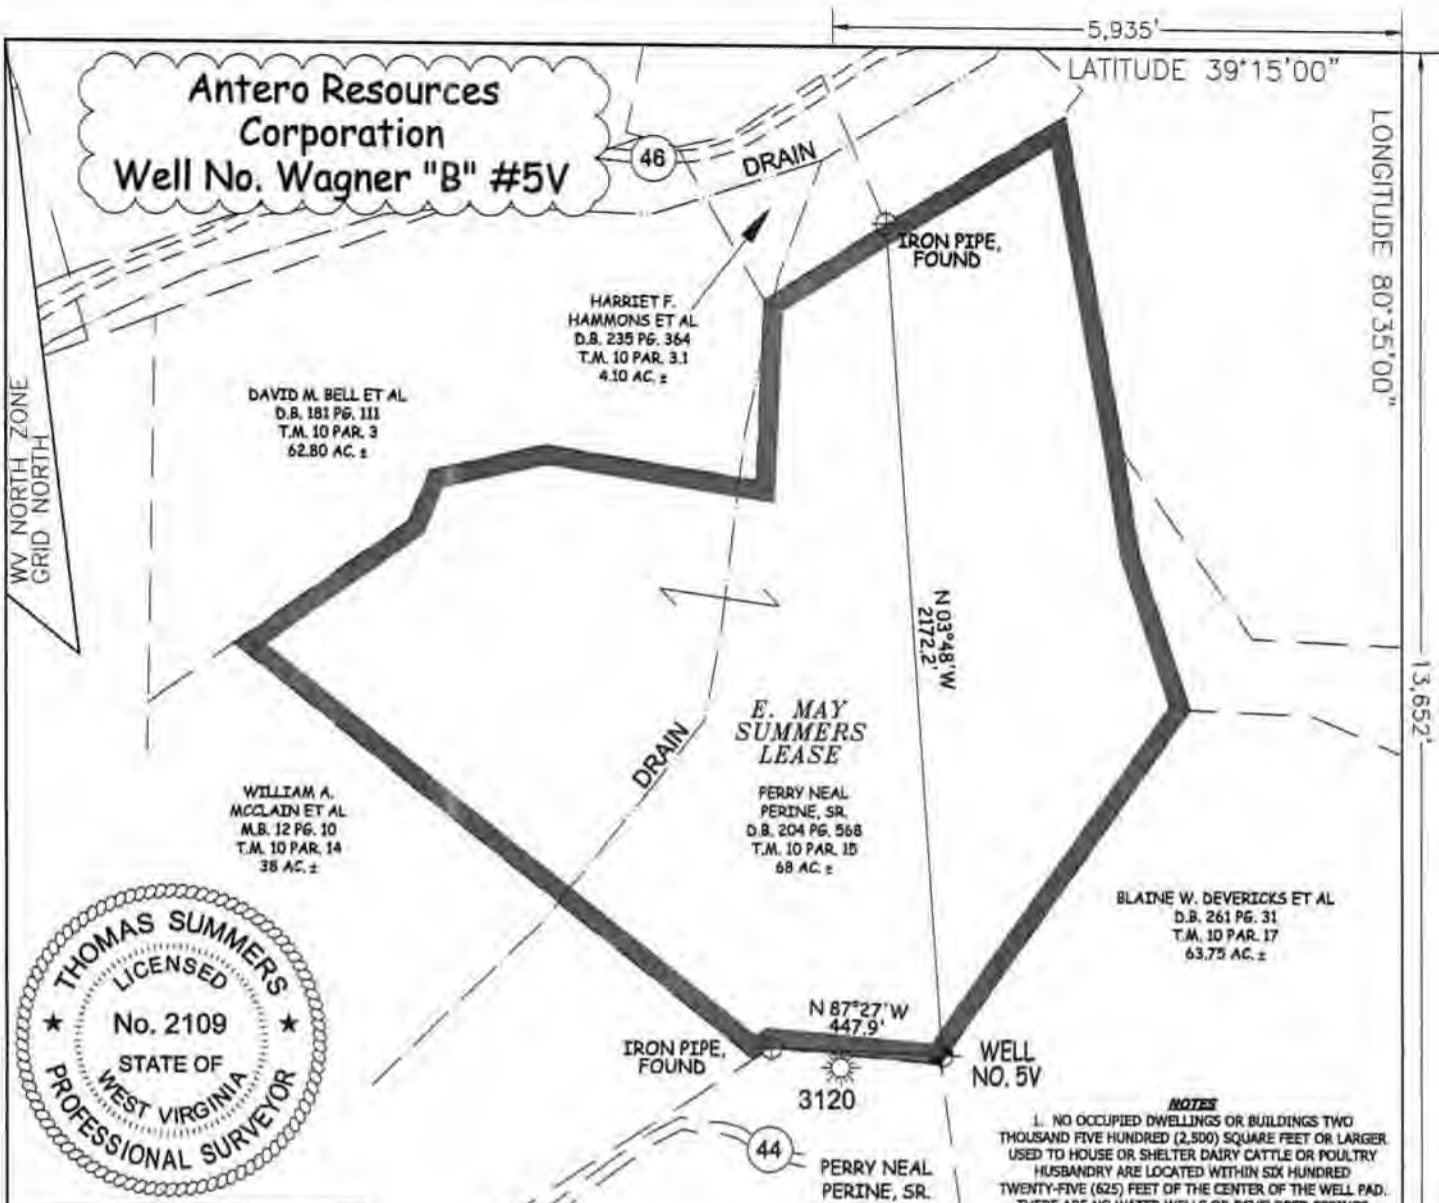 5,935'
LATITUDE 39°15'00"
Antero Resources
Corporation
Well No. Wagner "B" #5V
46
DRAIN
LONGITUDE 80°35'00"
IRON PIPE,
FOUND
HARRIET F.
HAMMONS ET AL
D.B. 235 PG. 364
T.M. 10 PAR. 3.1
4.10 AC. ±
WV NORTH ZONE
GRID NORTH
DAVID M. BELL ET AL
D.B. 181 PG. 111
T.M. 10 PAR. 3
62.80 AC. ±
N 03°48'W
2172.2'
13,652'
E. MAY
SUMMERS
LEASE
DRAIN
PERRY NEAL
PERINE, SR.
D.B. 204 PG. 568
T.M. 10 PAR. 15
68 AC. ±
WILLIAM A.
MCCLAIN ET AL
M.B. 12 PG. 10
T.M. 10 PAR. 14
38 AC. ±
BLAINE W. DEVERICKS ET AL
D.B. 261 PG. 31
T.M. 10 PAR. 17
63.75 AC. ±
THOMAS SUMMERS
LICENSED
No. 2109
STATE OF
WEST VIRGINIA
PROFESSIONAL SURVEYOR
N 87°27'W
447.9'
IRON PIPE,
FOUND
WELL
NO. 5V
3120
44
PERRY NEAL
PERINE, SR.
NOTES
1. NO OCCUPIED DWELLINGS OR BUILDINGS TWO
THOUSAND FIVE HUNDRED (2,500) SQUARE FEET OR LARGER
USED TO HOUSE OR SHELTER DAIRY CATTLE OR POULTRY
HUSBANDRY ARE LOCATED WITHIN SIX HUNDRED
TWENTY-FIVE (625) FEET OF THE CENTER OF THE WELL PAD.